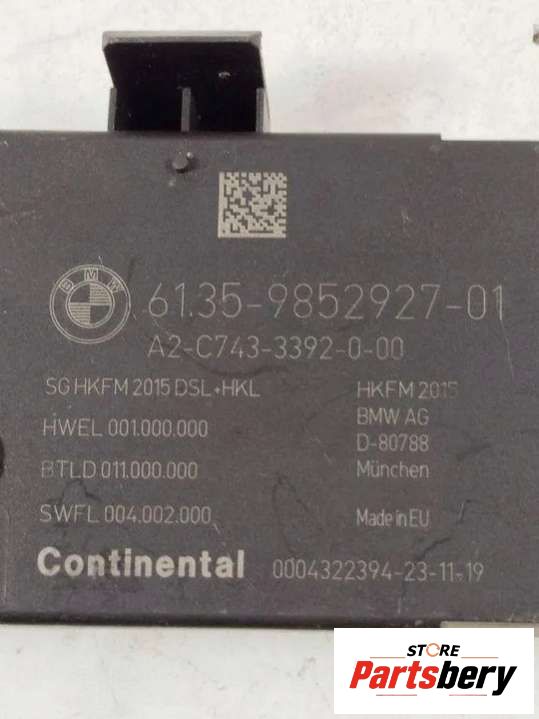 BMW
61.35-9852927-01
A2-C743-3392-0-00
SG HKFM 2015 DSL+HKL
HWEL 001.000.000
BTLD 011.000.000
SWFL 004.002.000
HKFM 2015
BMW AG
D-80788
München
Made in EU
Continental 0004322394-23-11-19
STORE
Partsbery